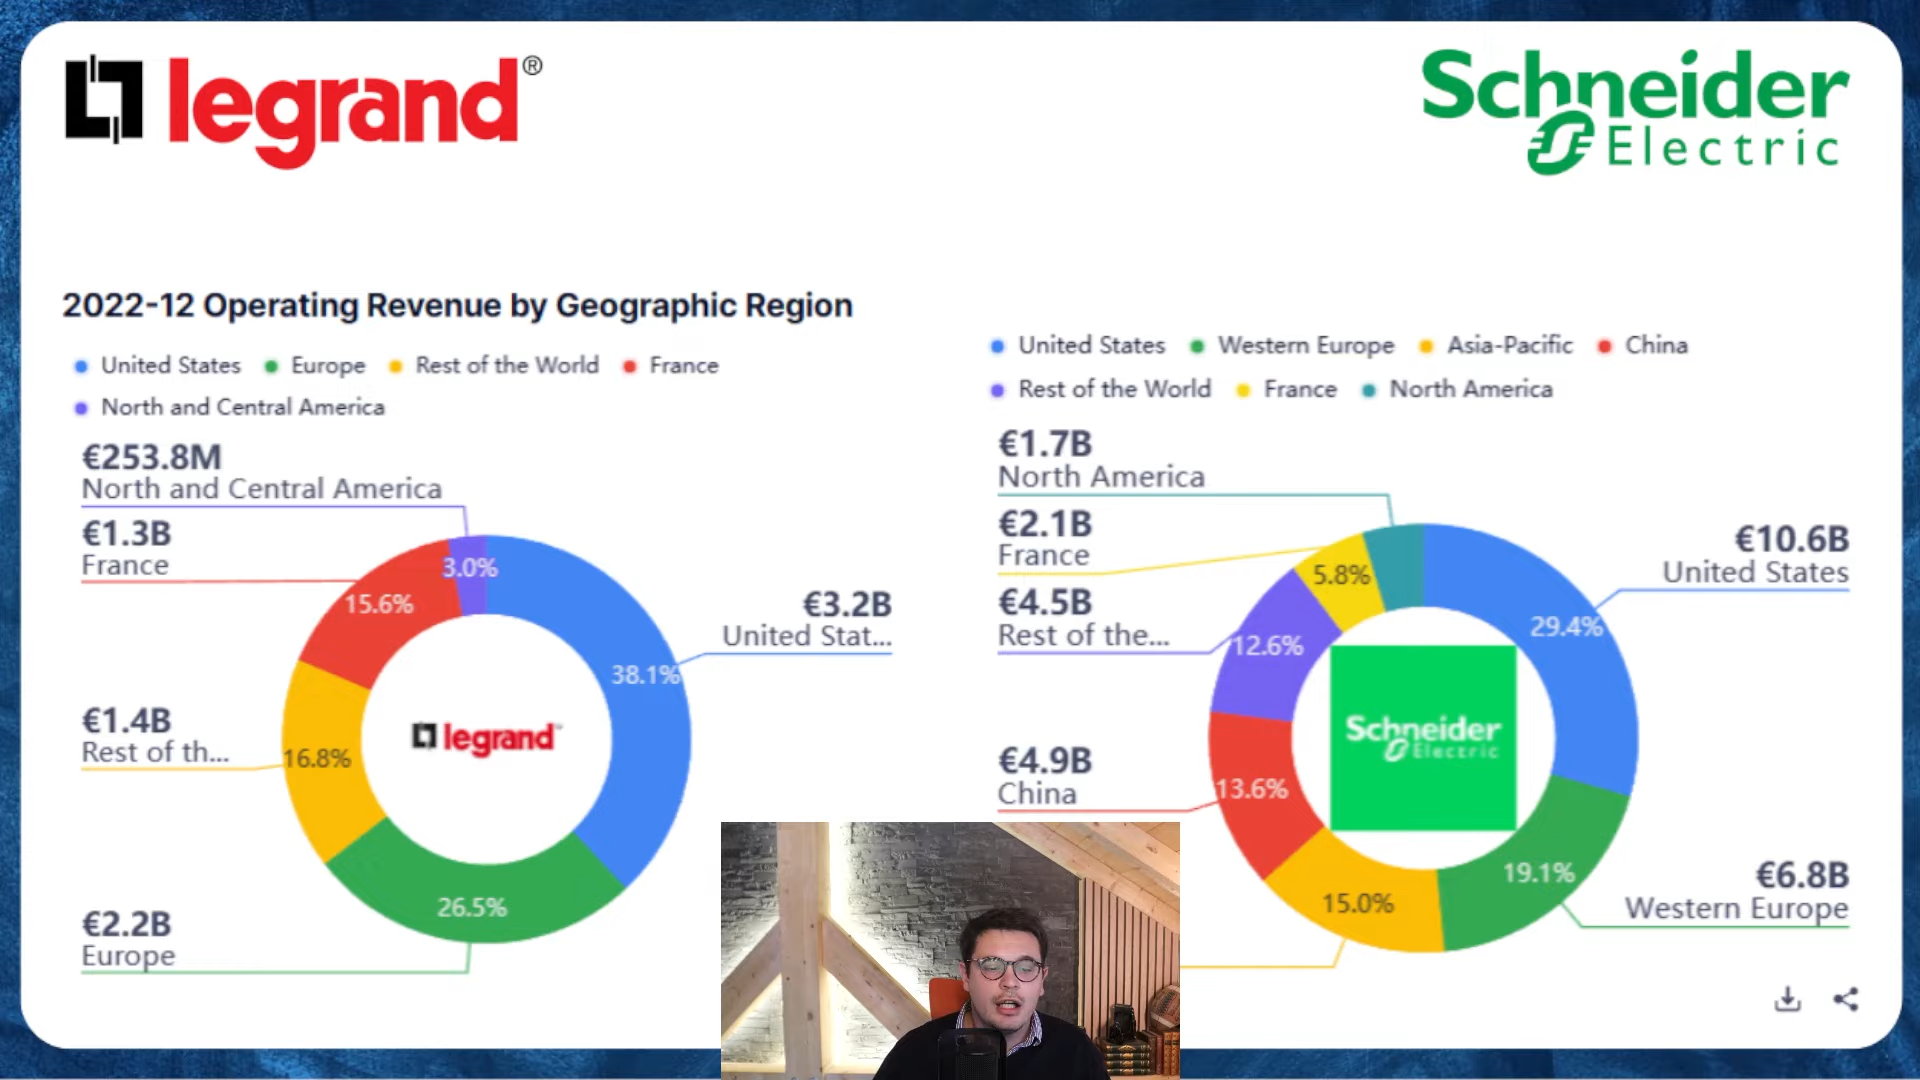 legrand®
Schneider
Electric
2022-12 Operating Revenue by Geographic Region
United States Europe Rest of the World France
North and Central America
€253.8M
North and Central America
€1.3B
France
€1.4B
Rest of th...
€2.2B
Europe
€3.2B
United Stat...
3.0%
15.6%
38.1%
16.8%
26.5%
legrand
United States Western Europe Asia-Pacific China
Rest of the World France North America
€1.7B
North America
€2.1B
France
€4.5B
Rest of the...
€4.9B
China
€10.6B
United States
€6.8B
Western Europe
5.8%
29.4%
12.6%
13.6%
19.1%
15.0%
Schneider
Electric